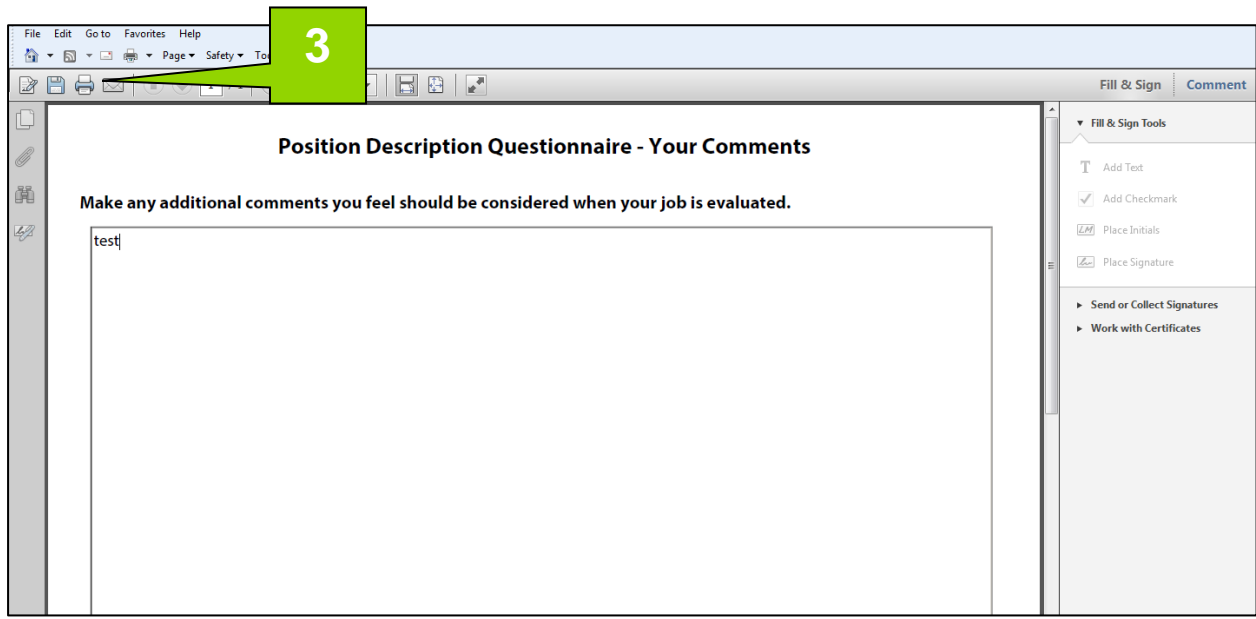 File Edit Go to Favorites Help
3
Page Safety
Fill & Sign Comment
Fill & Sign Tools
Position Description Questionnaire - Your Comments
T Add Text
Make any additional comments you feel should be considered when your job is evaluated.
Add Checkmark
LM Place Initials
test
Place Signature
Send or Collect Signatures
Work with Certificates